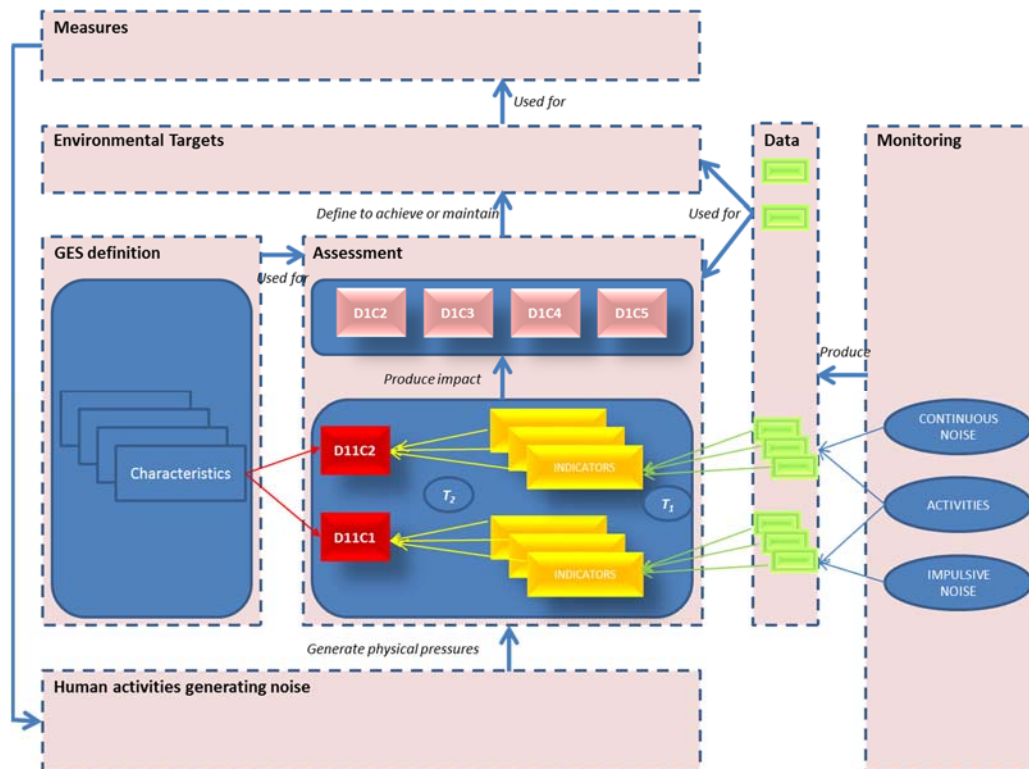 Measures
Used for
Environmental Targets
Data
Monitoring
Define to achieve or maintain
Used for
GES definition
Used for
Assessment
D1C2
D1C3
D1C4
D1C5
Produce impact
Produce
Characteristics
D11C2
INDICATORS
T2
T1
CONTINUOUS
NOISE
ACTIVITIES
D11C1
INDICATORS
IMPULSIVE
NOISE
Generate physical pressures
Human activities generating noise